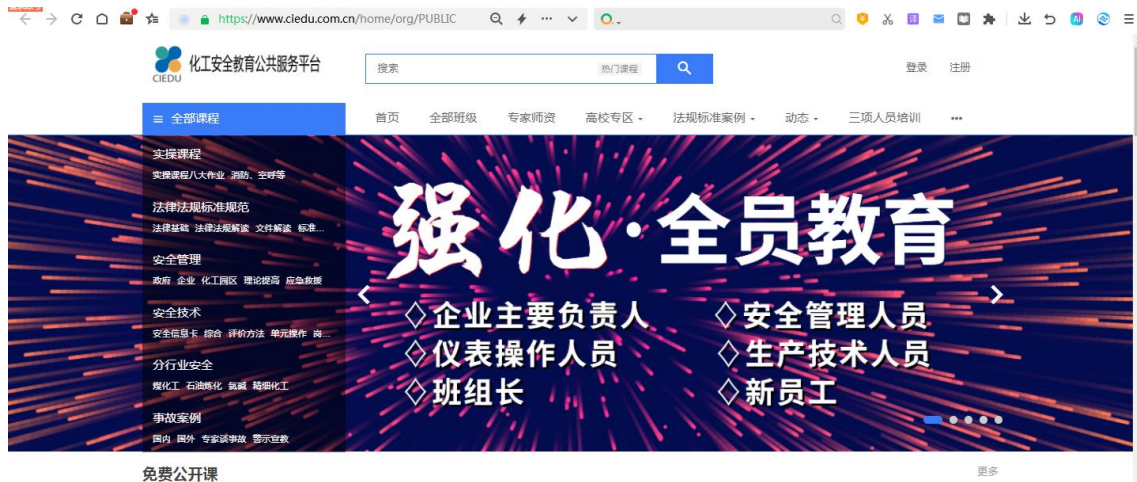 https://www.ciedu.com.cn/home/org/PUBLIC
CIEDU
化工安全教育公共服务平台
搜索
热门课程
登录 注册
全部课程
首页 全部班级 专家师资 高校专区 法规标准案例 动态 三项人员培训 •••
实操课程
实操课程八大作业 消防、空呼等
法律法规标准规范
法律基础 法律法规解读 文件解读 标准...
安全管理
政府 企业 化工园区 理论提高 应急救援
安全技术
安全信息卡 综合 评价方法 单元操作 岗...
分行业安全
煤化工 石油炼化 氯碱 精细化工
事故案例
国内 国外 专家谈事故 警示宣教
强化·全员教育
◇企业主要负责人 ◇安全管理人员
◇仪表操作人员 ◇生产技术人员
◇班组长 ◇新员工
免费公开课 更多